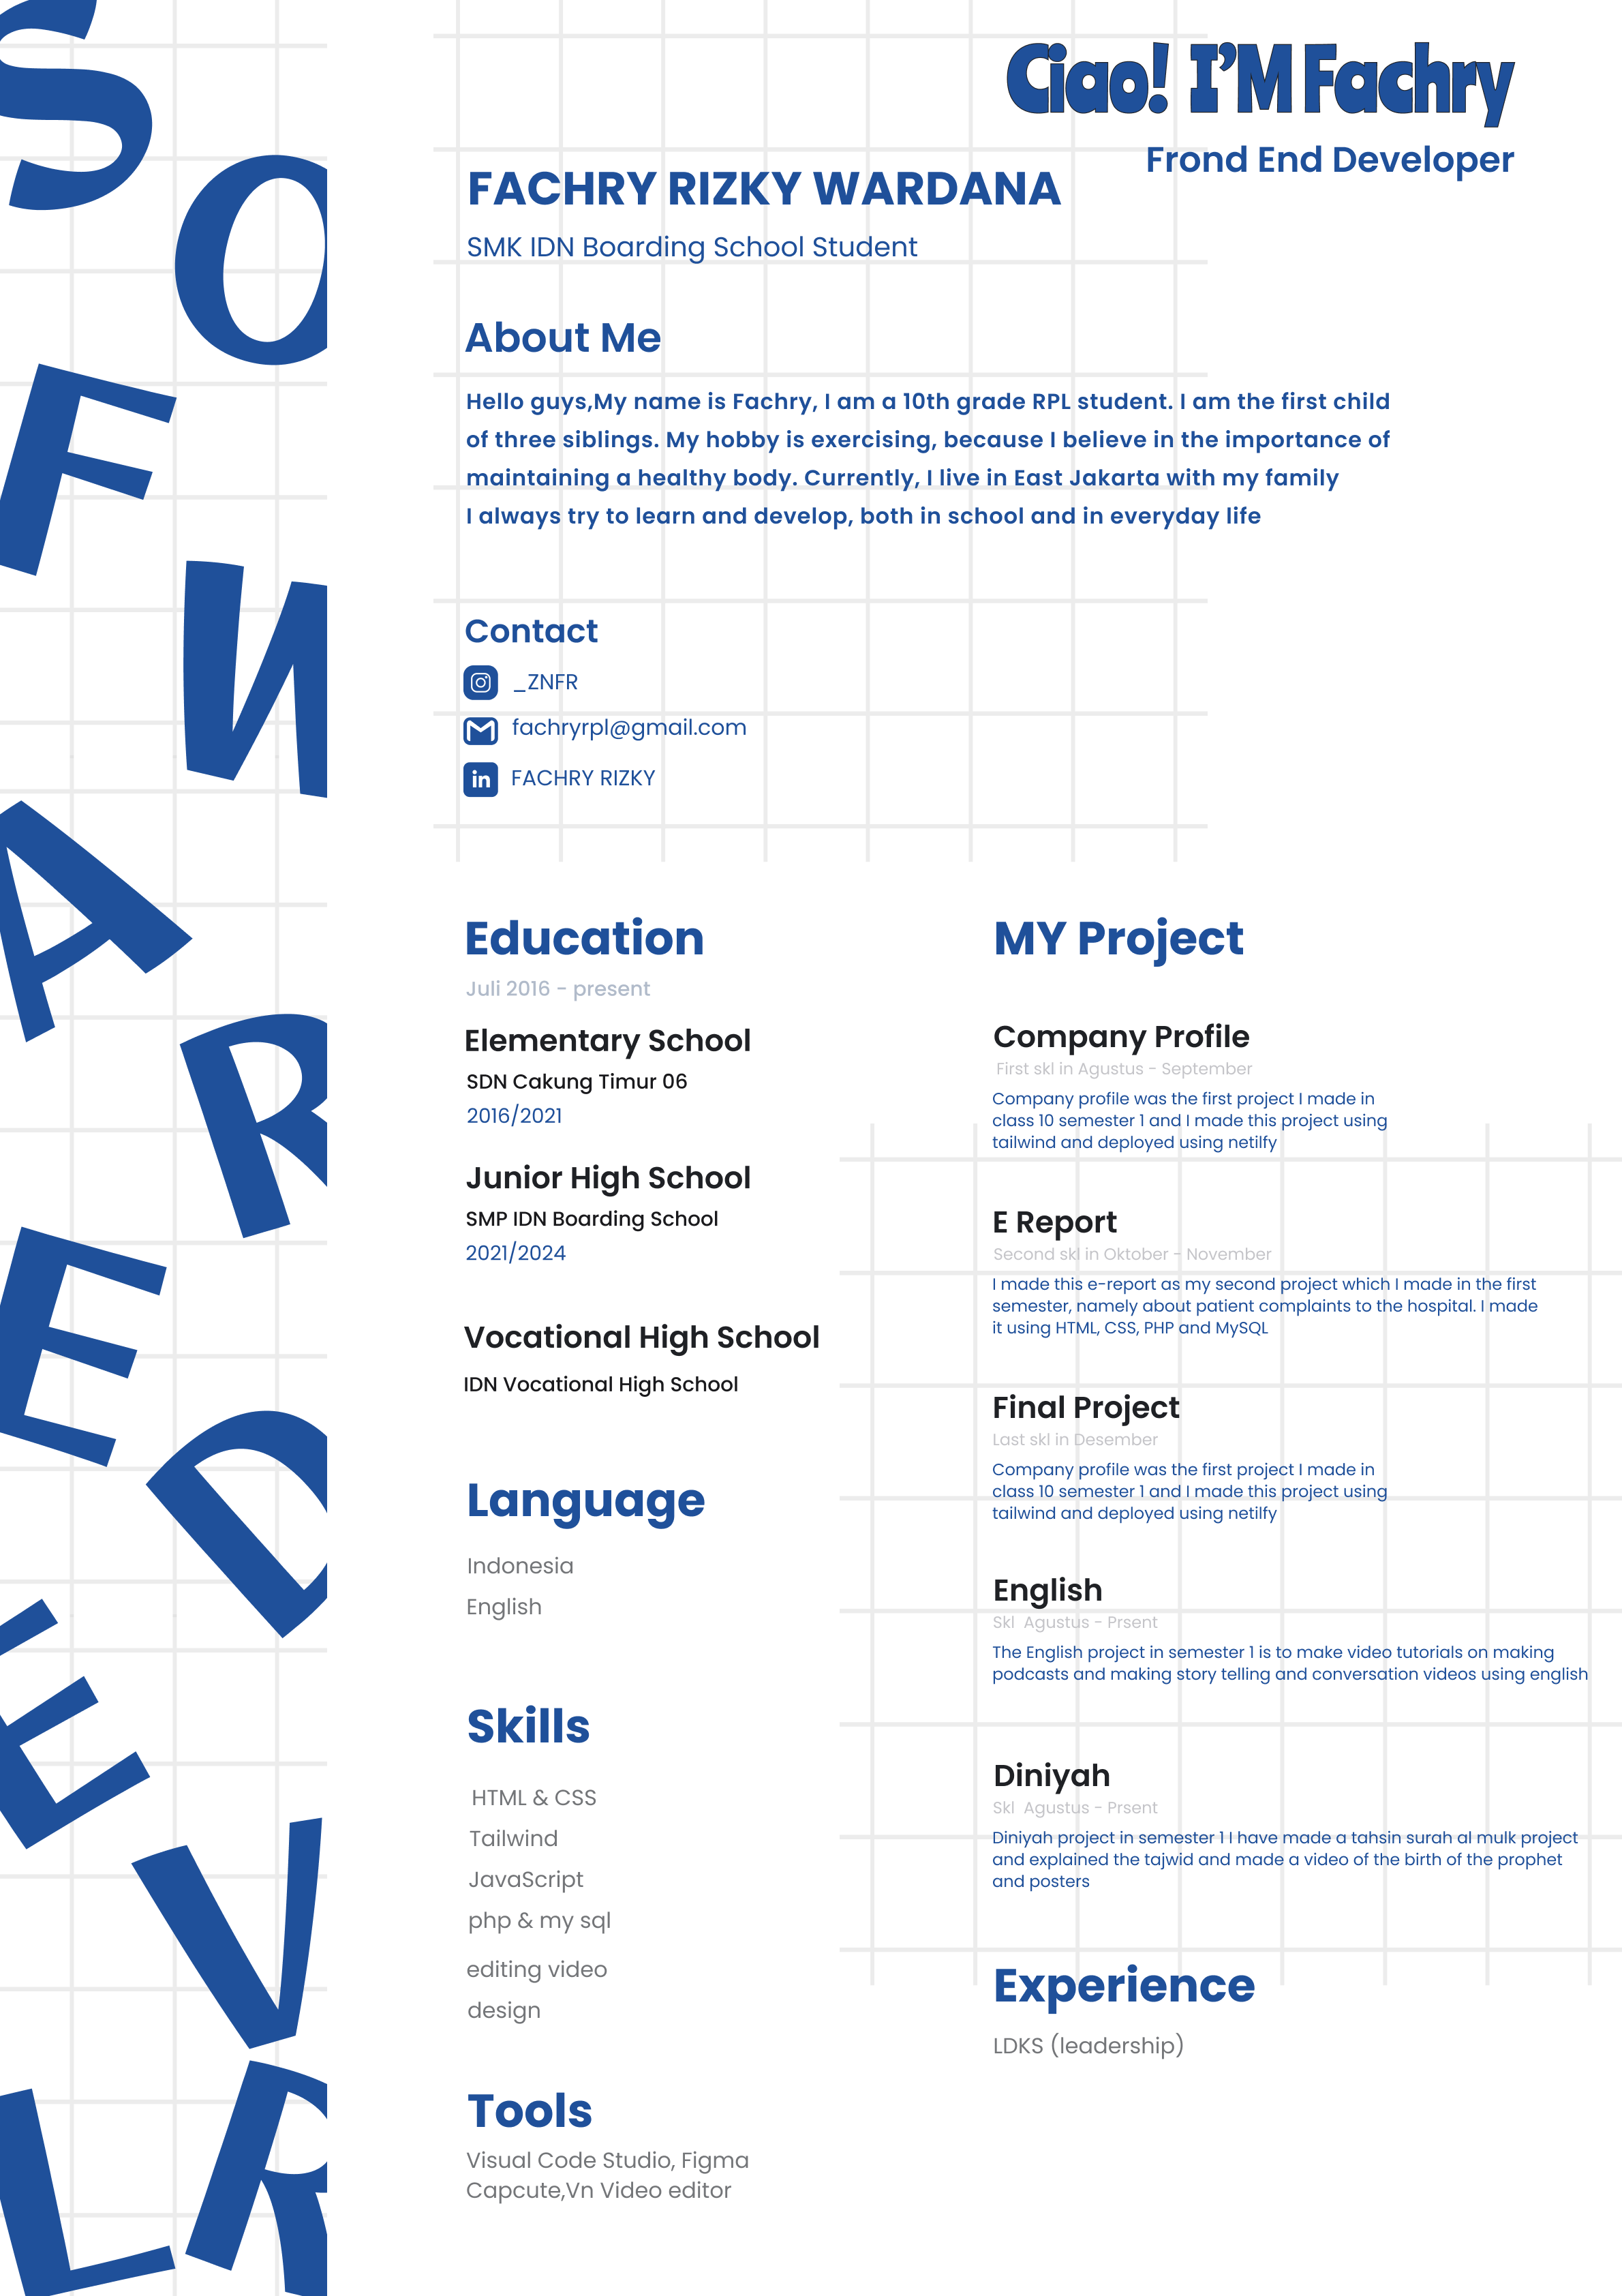 S
O
F
W
A
R
E
D
E
V
L
R
Ciao! I'M Fachry
Frond End Developer
FACHRY RIZKY WARDANA
SMK IDN Boarding School Student
About Me
Hello guys,My name is Fachry, I am a 10th grade RPL student. I am the first child
of three siblings. My hobby is exercising, because I believe in the importance of
maintaining a healthy body. Currently, I live in East Jakarta with my family
I always try to learn and develop, both in school and in everyday life
Contact
_ZNFR
fachryrpl@gmail.com
in
FACHRY RIZKY
Education
Juli 2016 - present
Elementary School
SDN Cakung Timur 06
2016/2021
Junior High School
SMP IDN Boarding School
2021/2024
Vocational High School
IDN Vocational High School
Language
Indonesia
English
Skills
HTML & CSS
Tailwind
JavaScript
php & my sql
editing video
design
Tools
Visual Code Studio, Figma
Capcute,Vn Video editor
MY Project
Company Profile
First skl in Agustus - September
Company profile was the first project I made in
class 10 semester 1 and I made this project using
tailwind and deployed using netilfy
E Report
Second skl in Oktober - November
I made this e-report as my second project which I made in the first
semester, namely about patient complaints to the hospital. I made
it using HTML, CSS, PHP and MySQL
Final Project
Last skl in Desember
Company profile was the first project I made in
class 10 semester 1 and I made this project using
tailwind and deployed using netilfy
English
Skl Agustus - Prsent
The English project in semester 1 is to make video tutorials on making
podcasts and making story telling and conversation videos using english
Diniyah
Skl Agustus - Prsent
Diniyah project in semester 1 I have made a tahsin surah al mulk project
and explained the tajwid and made a video of the birth of the prophet
and posters
Experience
LDKS (leadership)